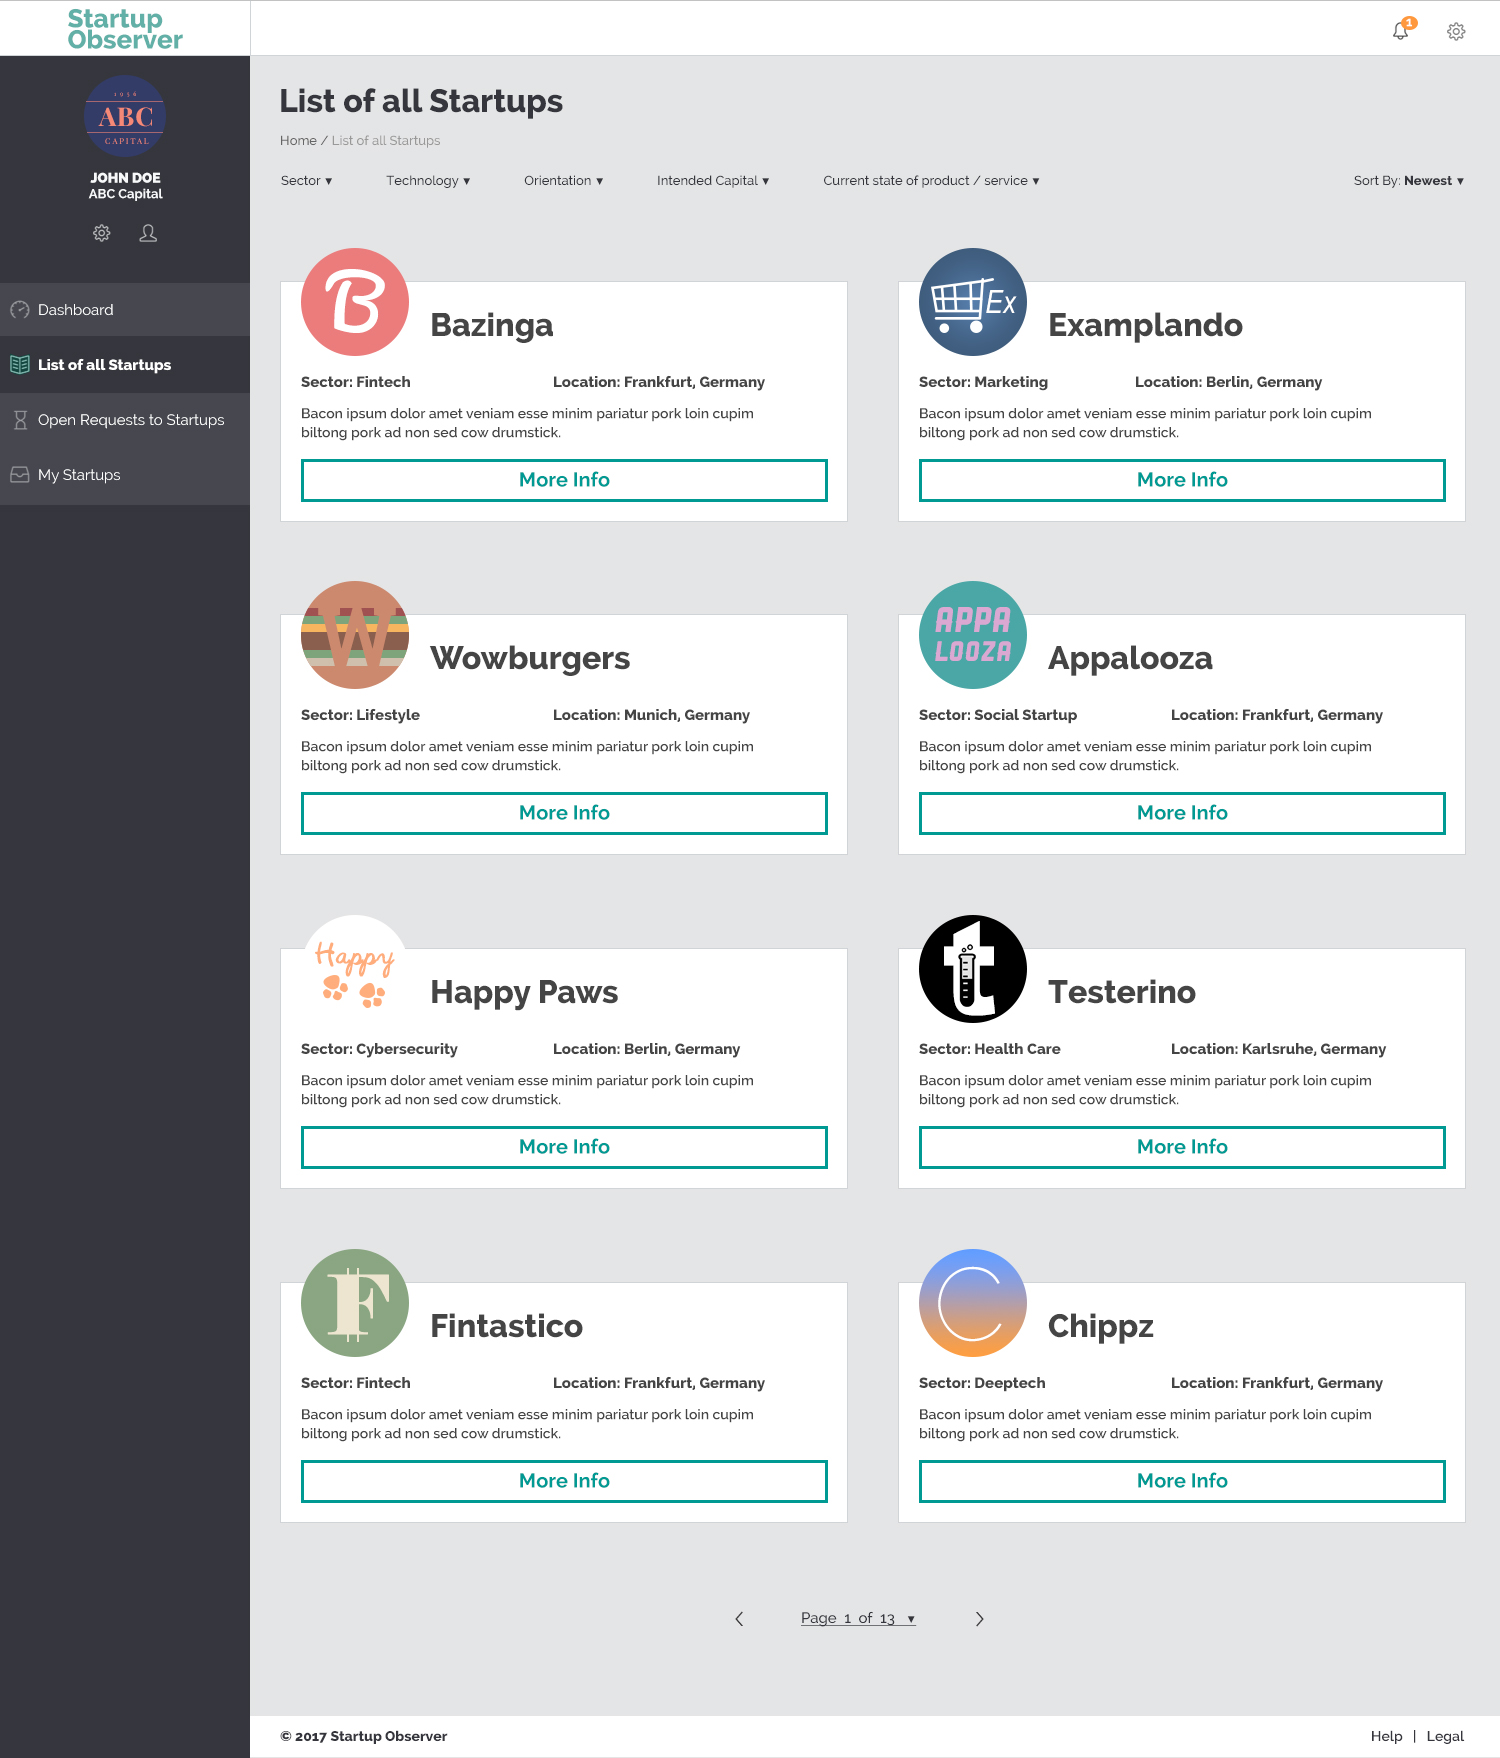 Startup
Observer
1
1956
ABC
CAPITAL
JOHN DOE
ABC Capital
Dashboard
List of all Startups
Open Requests to Startups
My Startups
List of all Startups
Home / List of all Startups
Sector ▼ Technology ▼ Orientation ▼ Intended Capital ▼ Current state of product / service ▼ Sort By: Newest ▼
B
Bazinga
Sector: Fintech Location: Frankfurt, Germany
Bacon ipsum dolor amet veniam esse minim pariatur pork loin cupim
biltong pork ad non sed cow drumstick.
More Info
Ex
Examplando
Sector: Marketing Location: Berlin, Germany
Bacon ipsum dolor amet veniam esse minim pariatur pork loin cupim
biltong pork ad non sed cow drumstick.
More Info
W
Wowburgers
Sector: Lifestyle Location: Munich, Germany
Bacon ipsum dolor amet veniam esse minim pariatur pork loin cupim
biltong pork ad non sed cow drumstick.
More Info
APPA
LOOZA
Appalooza
Sector: Social Startup Location: Frankfurt, Germany
Bacon ipsum dolor amet veniam esse minim pariatur pork loin cupim
biltong pork ad non sed cow drumstick.
More Info
Happy
Happy Paws
Sector: Cybersecurity Location: Berlin, Germany
Bacon ipsum dolor amet veniam esse minim pariatur pork loin cupim
biltong pork ad non sed cow drumstick.
More Info
t
Testerino
Sector: Health Care Location: Karlsruhe, Germany
Bacon ipsum dolor amet veniam esse minim pariatur pork loin cupim
biltong pork ad non sed cow drumstick.
More Info
F
Fintastico
Sector: Fintech Location: Frankfurt, Germany
Bacon ipsum dolor amet veniam esse minim pariatur pork loin cupim
biltong pork ad non sed cow drumstick.
More Info
C
Chippz
Sector: Deeptech Location: Frankfurt, Germany
Bacon ipsum dolor amet veniam esse minim pariatur pork loin cupim
biltong pork ad non sed cow drumstick.
More Info
Page 1 of 13 ▼
© 2017 Startup Observer
Help | Legal